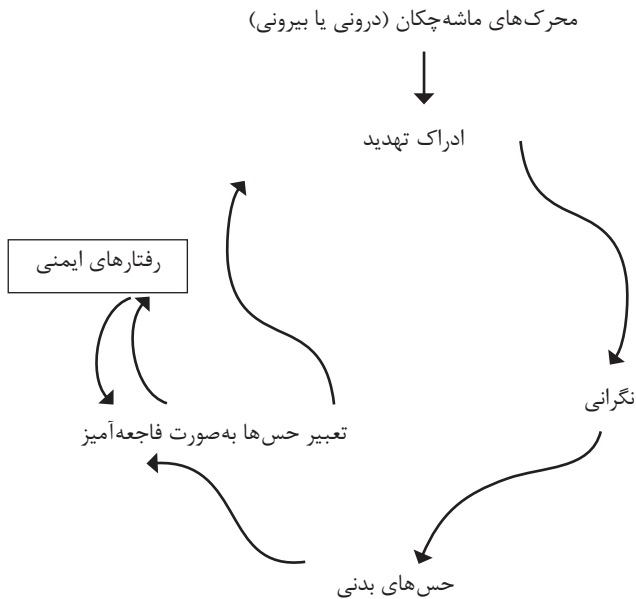 محرک‌های ماشه‌چکان (درونی یا بیرونی)
ادراک تهدید
رفتارهای ایمنی
نگرانی
تعبیر حس‌ها به‌صورت فاجعه‌آمیز
حس‌های بدنی